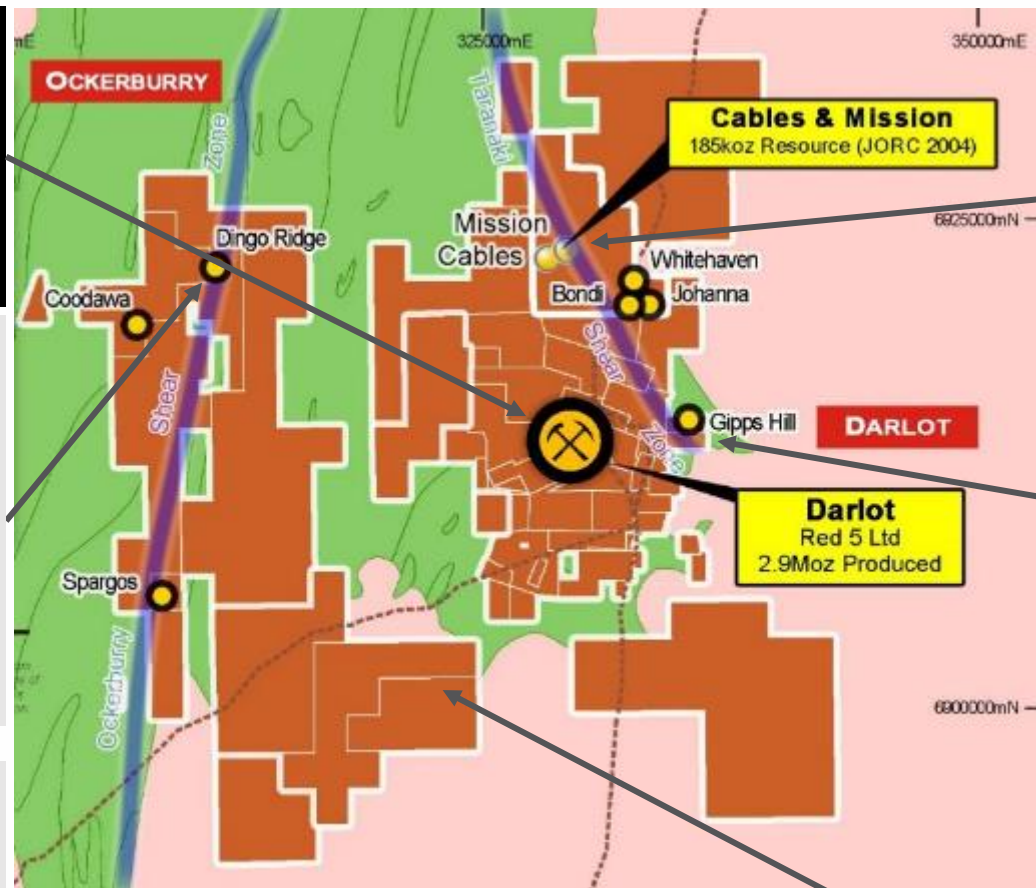 mE
325000mE
350000mE
OCKERBURRY
Zone
Taranaki
Cables & Mission
185koz Resource (JORC 2004)
6925000mN
Mission
Cables
Dingo Ridge
Whitehaven
Coodawa
Bondi
Johanna
Shear
Shear
Gipps Hill
DARLOT
Zone
Darlot
Red 5 Ltd
2.9Moz Produced
Spargos
Ockerburry
6900000mN